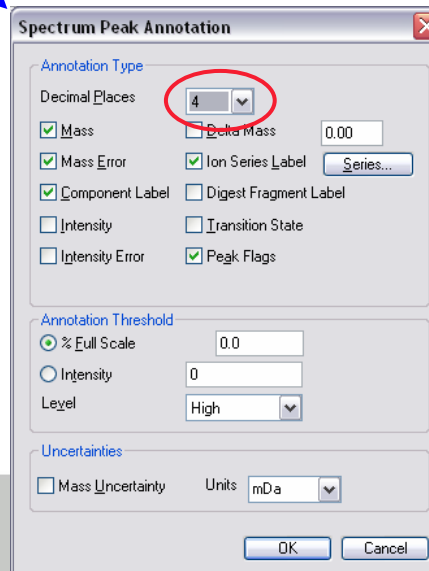 Spectrum Peak Annotation
Annotation Type
Decimal Places 4
Mass Delta Mass 0.00
Mass Error Ion Series Label Series...
Component Label Digest Fragment Label
Intensity Transition State
Intensity Error Peak Flags
Annotation Threshold
% Full Scale 0.0
Intensity 0
Level High
Uncertainties
Mass Uncertainty Units mDa
OK Cancel